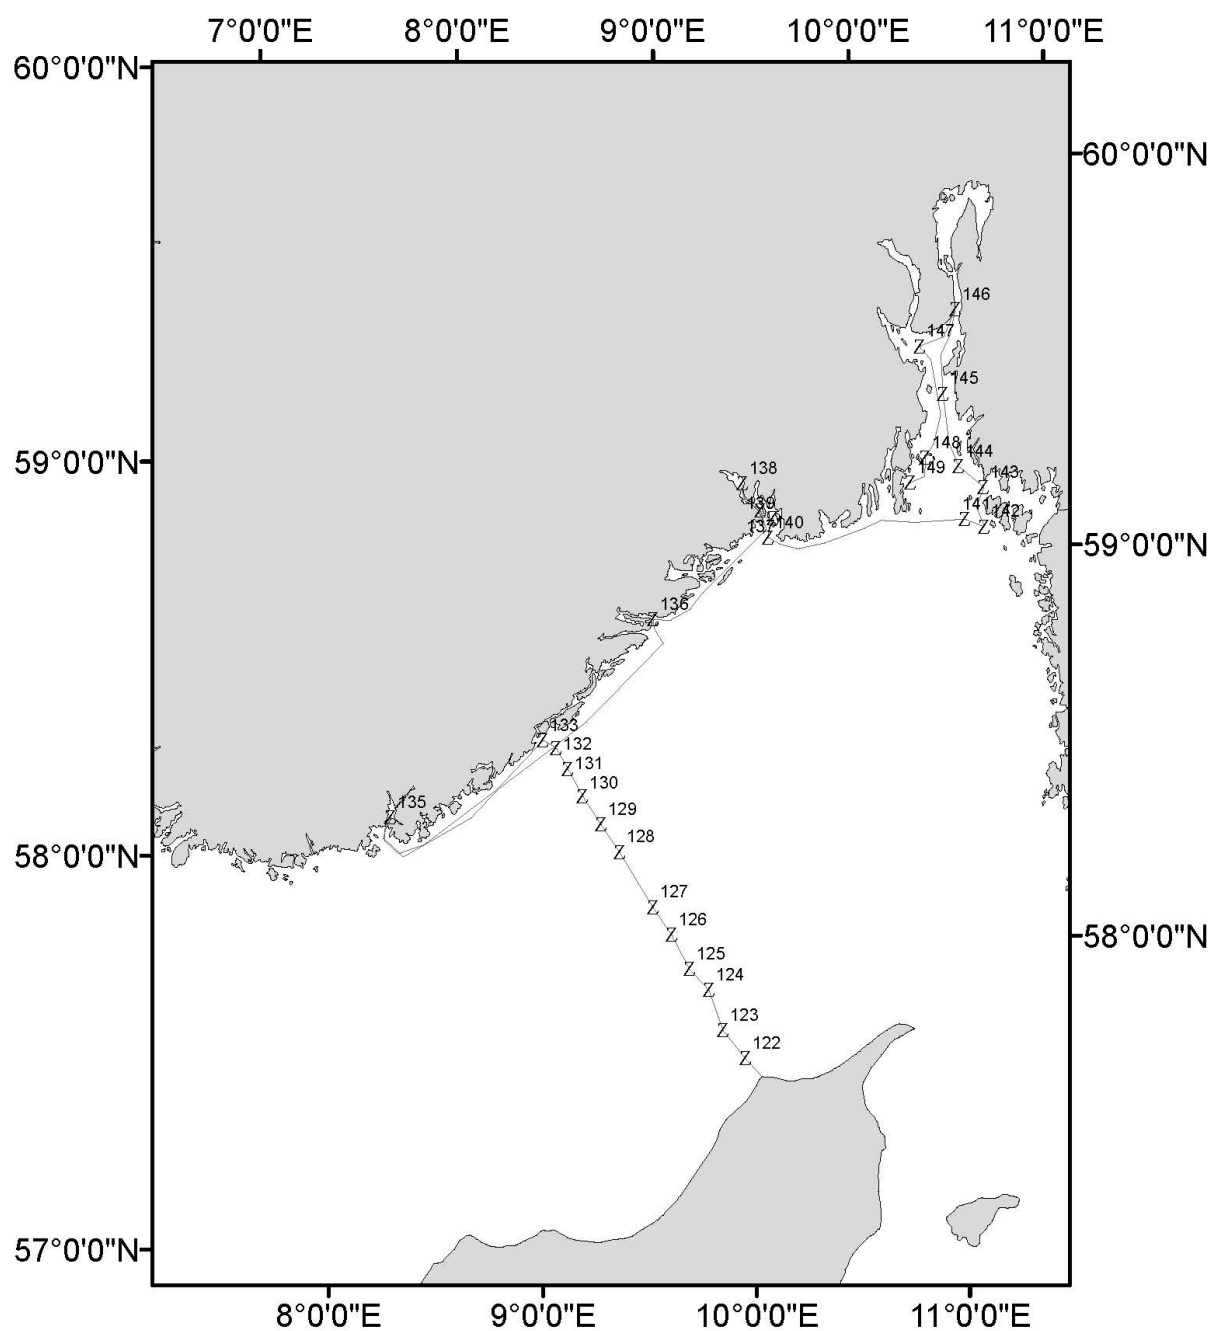 7°0'0"E 8°0'0"E 9°0'0"E 10°0'0"E 11°0'0"E
60°0'0"N
60°0'0"N
Z 146
Z 147
Z 145
Z 148
Z 144
59°0'0"N
Z 138
Z 149
Z 143
Z 139
Z 141
Z 142
Z 137
Z 140
59°0'0"N
Z 136
Z 133
Z 132
Z 131
Z 130
Z 135
Z 129
Z 128
58°0'0"N
Z 127
Z 126
58°0'0"N
Z 125
Z 124
Z 123
Z 122
57°0'0"N
8°0'0"E 9°0'0"E 10°0'0"E 11°0'0"E